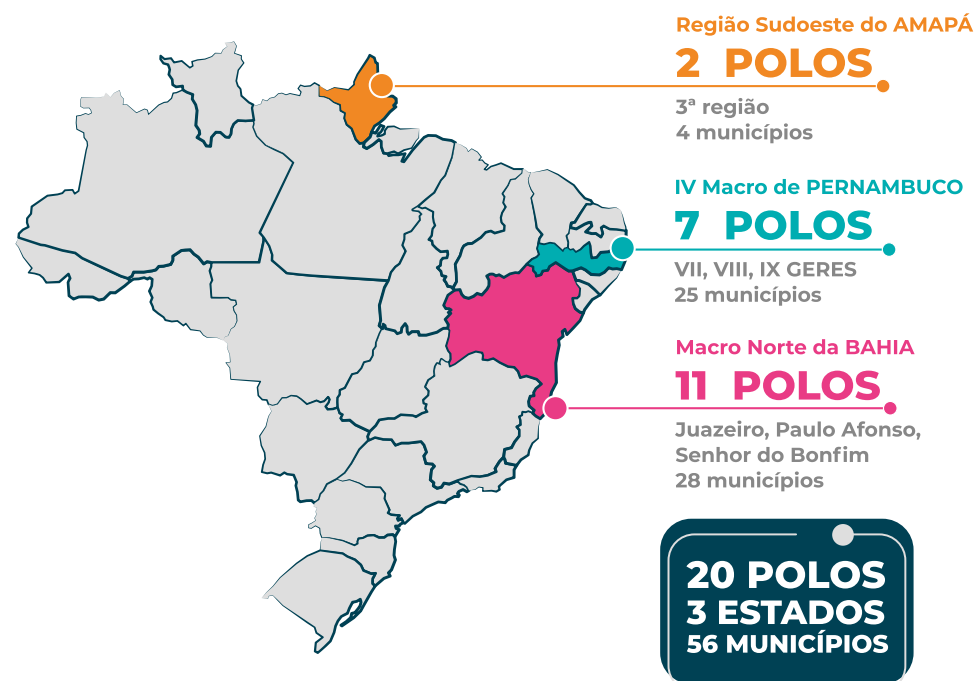 Região Sudoeste do AMAPÁ
2 POLOS
3ª região
4 municípios
IV Macro de PERNAMBUCO
7 POLOS
VII, VIII, IX GERES
25 municípios
Macro Norte da BAHIA
11 POLOS
Juazeiro, Paulo Afonso,
Senhor do Bonfim
28 municípios
20 POLOS
3 ESTADOS
56 MUNICÍPIOS